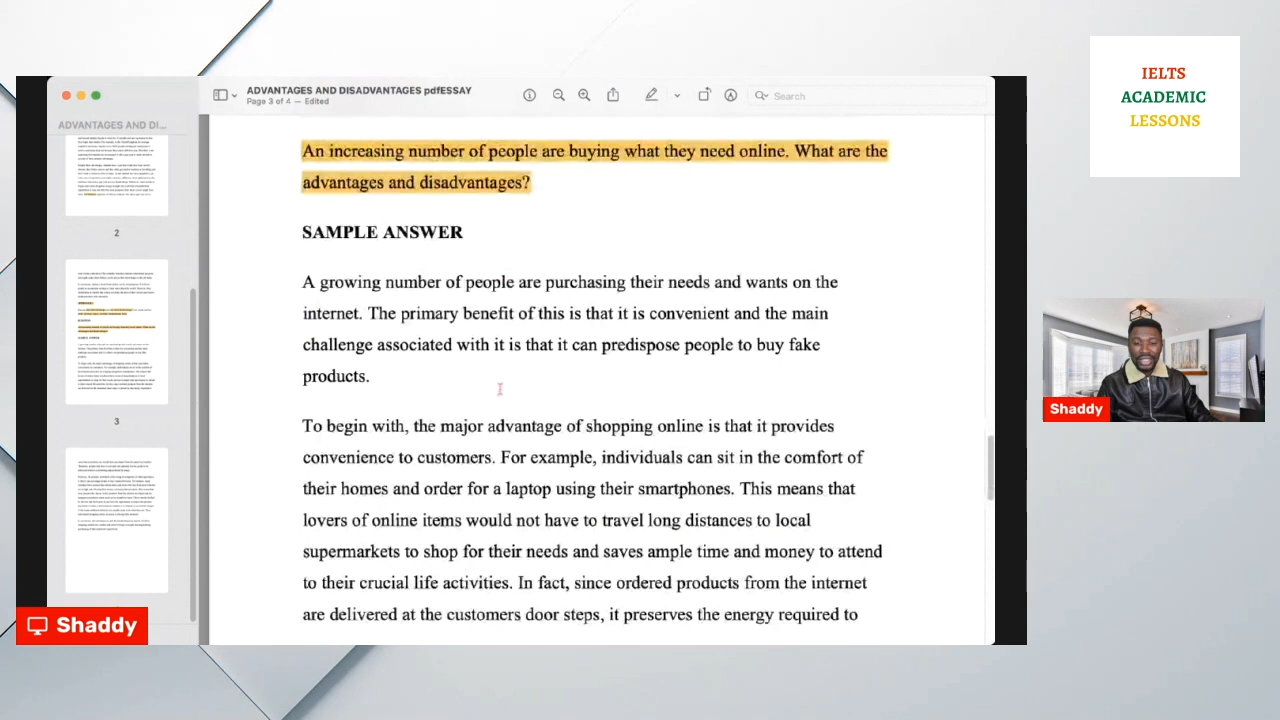 IELTS
ACADEMIC
LESSONS
ADVANTAGES AND DISADVANTAGES pdfESSAY
Page 3 of 4 — Edited
Search
ADVANTAGES AND DI...
2
3
An increasing number of people are buying what they need online. What are the
advantages and disadvantages?
SAMPLE ANSWER
A growing number of people are purchasing their needs and wants on the
internet. The primary benefit of this is that it is convenient and the main
challenge associated with it is that it can predispose people to buy fake
products.
To begin with, the major advantage of shopping online is that it provides
convenience to customers. For example, individuals can sit in the comfort of
their homes and order for a product using their smartphones. This means that
lovers of online items would not have to travel long distances to local
supermarkets to shop for their needs and saves ample time and money to attend
to their crucial life activities. In fact, since ordered products from the internet
are delivered at the customers door steps, it preserves the energy required to
Shaddy
Shaddy